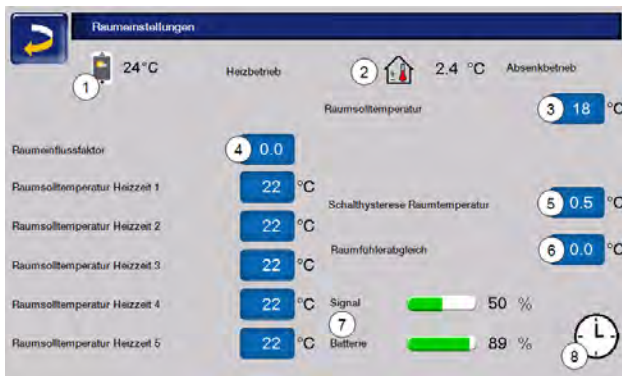 Raumeinstellungen
1 24°C Heizbetrieb 2 2.4 °C Absenkbetrieb
Raumsolltemperatur 3 18 °C
Raumeinflussfaktor 4 0.0
Raumsolltemperatur Heizzeit 1 22 °C
Schalthysterese Raumtemperatur 5 0.5 °C
Raumsolltemperatur Heizzeit 2 22 °C
Raumfühlerabgleich 6 0.0 °C
Raumsolltemperatur Heizzeit 3 22 °C
Raumsolltemperatur Heizzeit 4 22 °C
Signal 50 %
7
Raumsolltemperatur Heizzeit 5 22 °C
Batterie 89 %
8